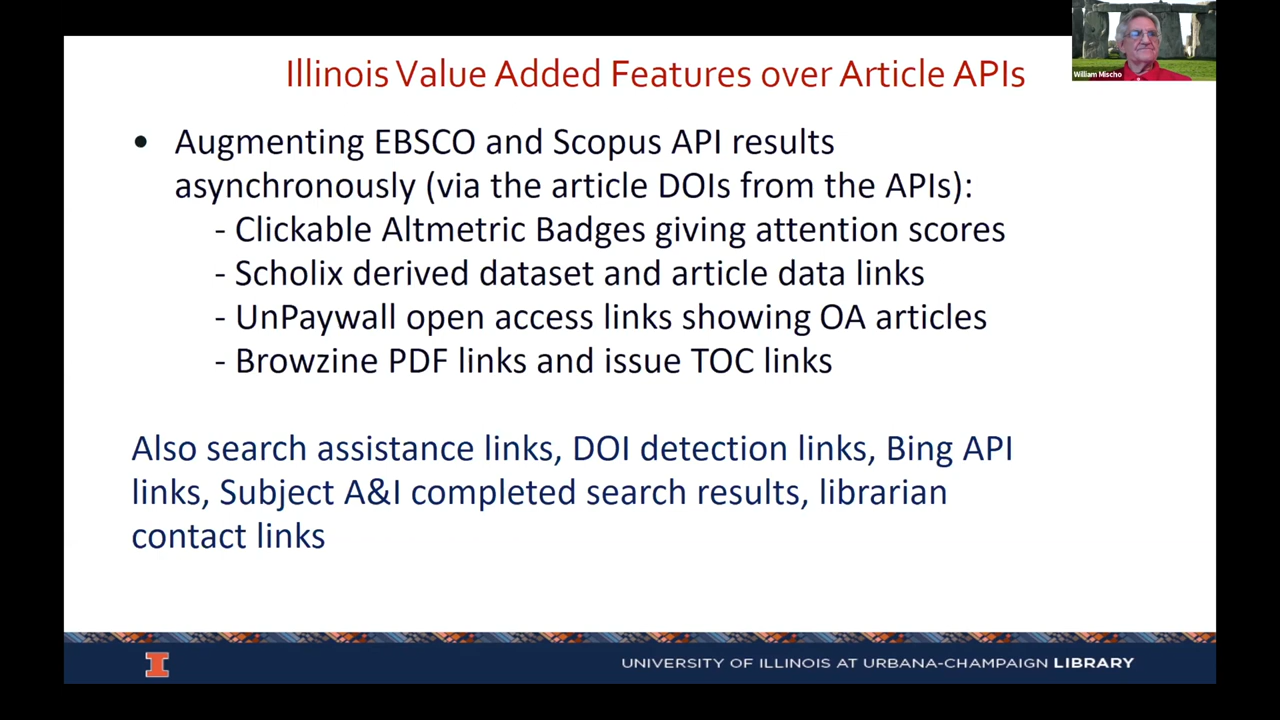 Illinois Value Added Features over Article APIs
William Mischo
• Augmenting EBSCO and Scopus API results
asynchronously (via the article DOIs from the APIs):
- Clickable Altmetric Badges giving attention scores
- Scholix derived dataset and article data links
- UnPaywall open access links showing OA articles
- Browzine PDF links and issue TOC links
Also search assistance links, DOI detection links, Bing API
links, Subject A&I completed search results, librarian
contact links
I
UNIVERSITY OF ILLINOIS AT URBANA-CHAMPAIGN LIBRARY